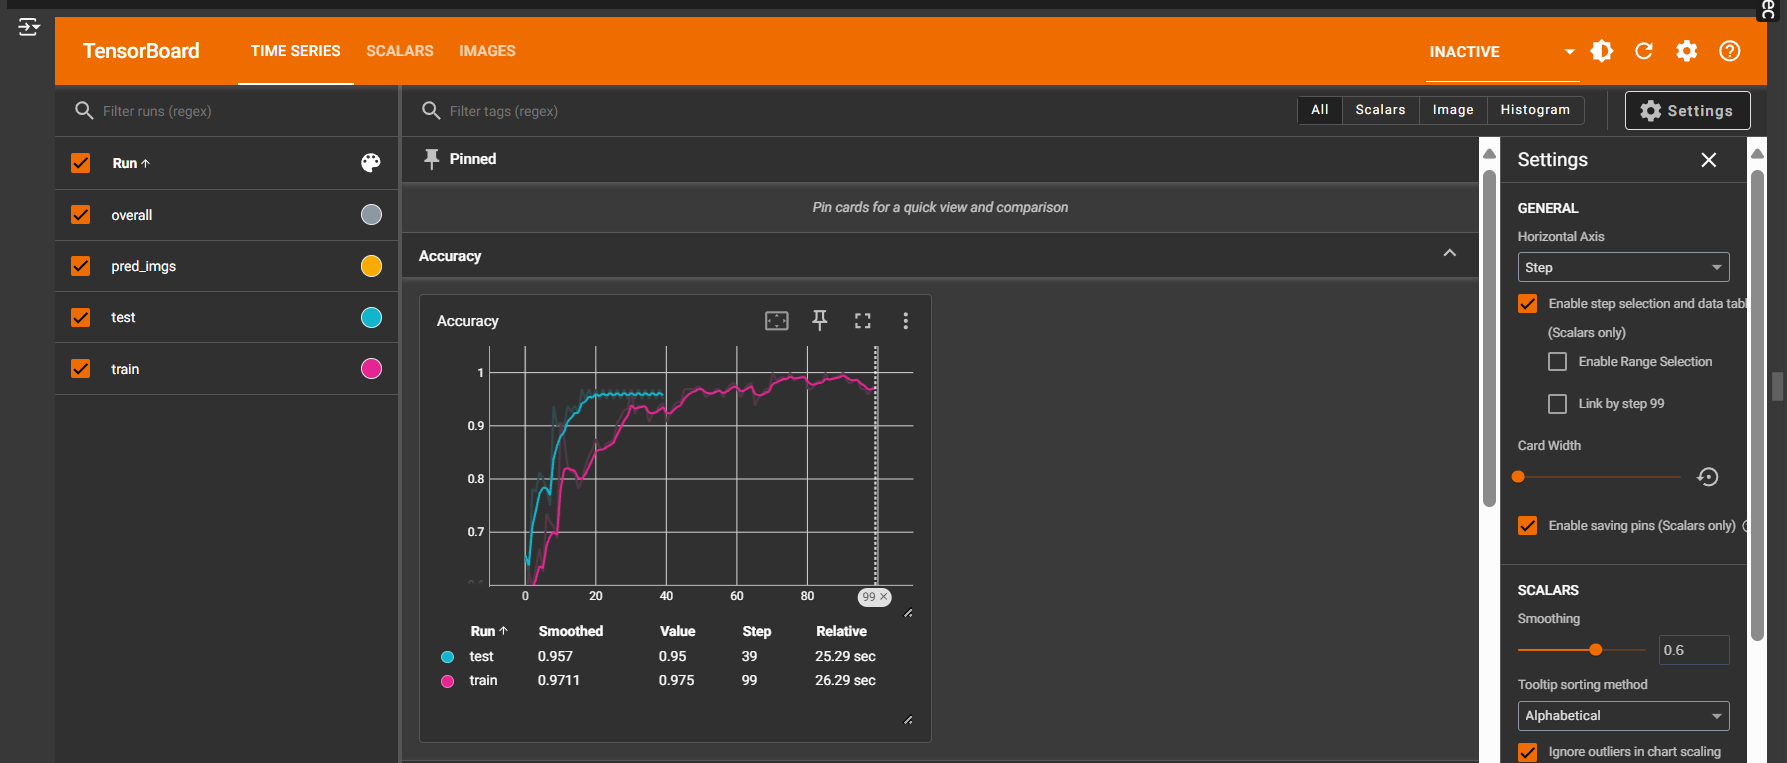 TensorBoard
TIME SERIES
SCALARS
IMAGES
INACTIVE
Filter runs (regex)
Run
overall
pred_imgs
test
train
Filter tags (regex)
All
Scalars
Image
Histogram
Settings
Pinned
Pin cards for a quick view and comparison
Accuracy
Accuracy
1
0.9
0.8
0.7
0 20 40 60 80 99
Run Smoothed Value Step Relative
test 0.957 0.95 39 25.29 sec
train 0.9711 0.975 99 26.29 sec
Settings
GENERAL
Horizontal Axis
Step
Enable step selection and data tabl
(Scalars only)
Enable Range Selection
Link by step 99
Card Width
Enable saving pins (Scalars only)
SCALARS
Smoothing
0.6
Tooltip sorting method
Alphabetical
Ignore outliers in chart scaling